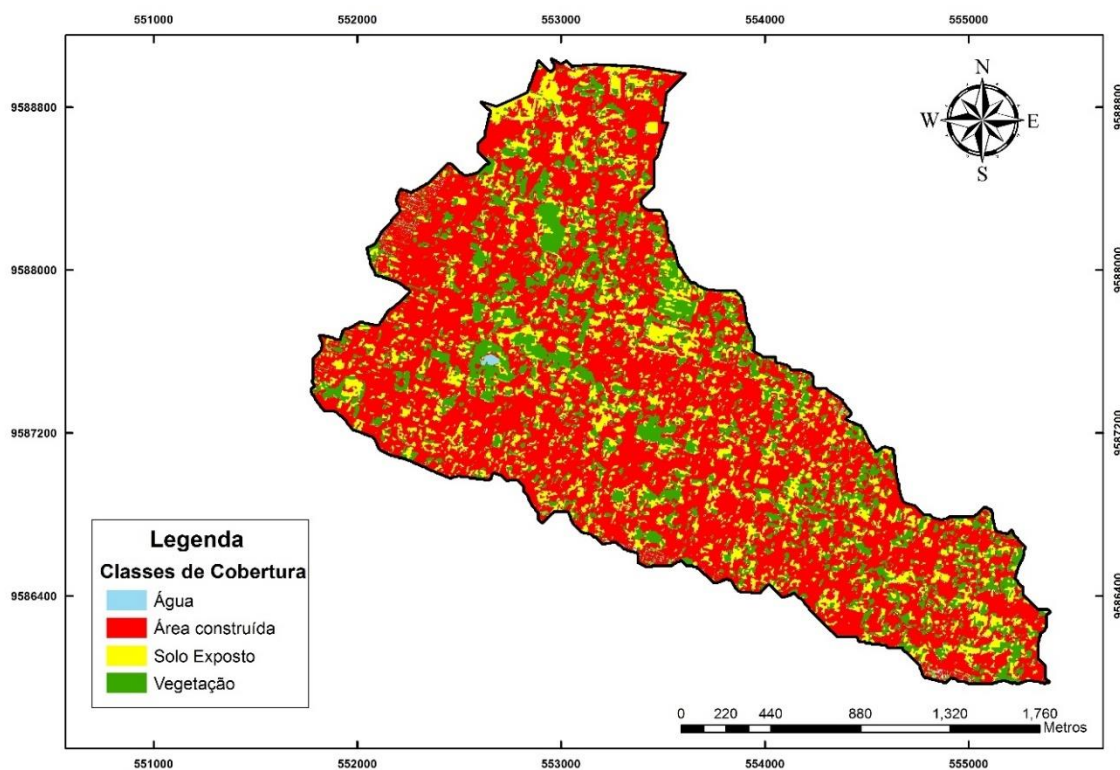 551000 552000 553000 554000 555000
N
W E
S
9588800 9588800
9588000 9588000
9587200 9587200
9586400 9586400
Legenda
Classes de Cobertura
Água
Área construída
Solo Exposto
Vegetação
0 220 440 880 1,320 1,760
Metros
551000 552000 553000 554000 555000